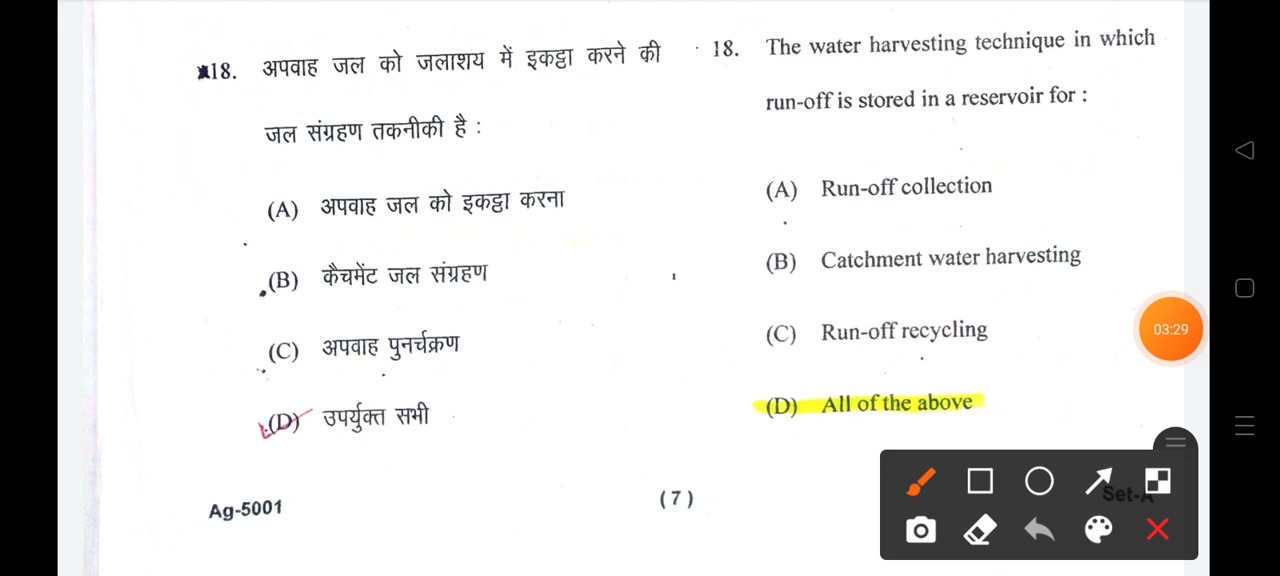 18. अपवाह जल को जलाशय में इकट्ठा करने की
जल संग्रहण तकनीकी है :
(A) अपवाह जल को इकट्ठा करना
(B) कैचमेंट जल संग्रहण
(C) अपवाह पुनर्चक्रण
(D) उपर्युक्त सभी
18. The water harvesting technique in which
run-off is stored in a reservoir for :
(A) Run-off collection
(B) Catchment water harvesting
(C) Run-off recycling
(D) All of the above
Ag-5001
(7)
Set-A
03:29